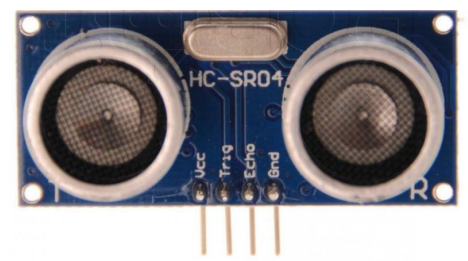 HC-SR04
Vcc
Trig
Echo
Gnd
T
R